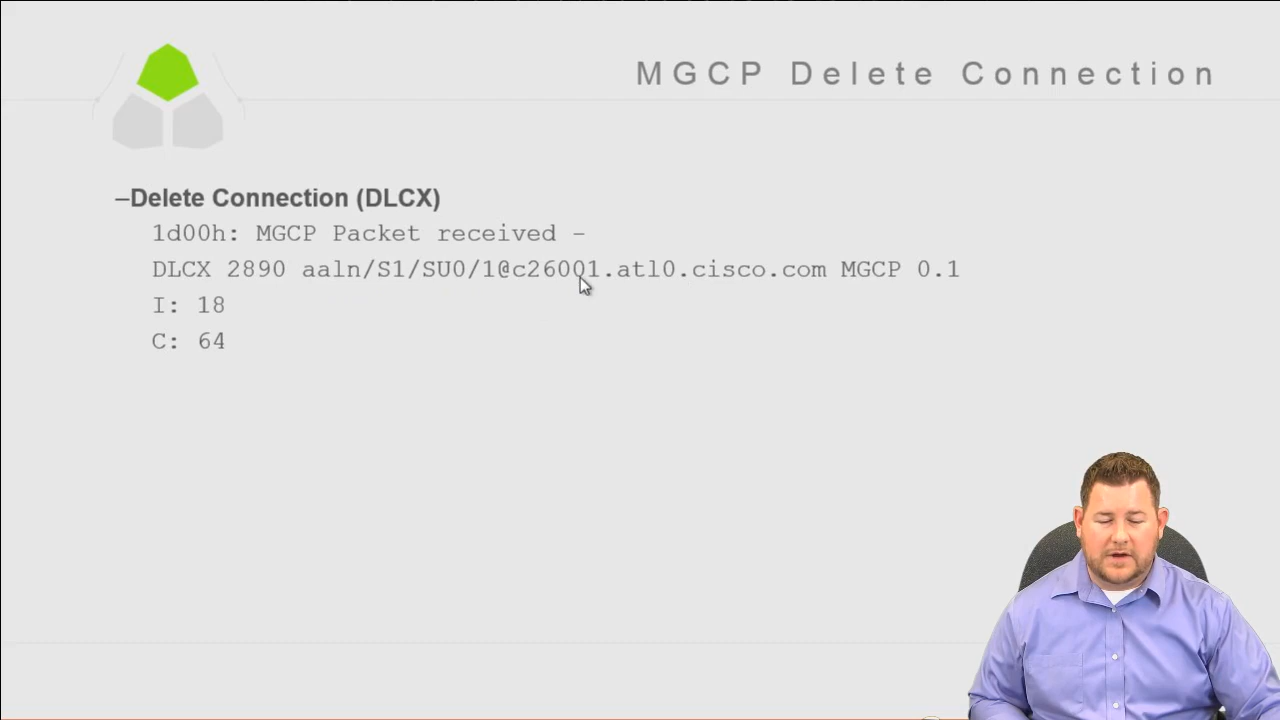 MGCP Delete Connection
–Delete Connection (DLCX)
1d00h: MGCP Packet received –
DLCX 2890 aaln/S1/SU0/1@c26001.atl0.cisco.com MGCP 0.1
I: 18
C: 64